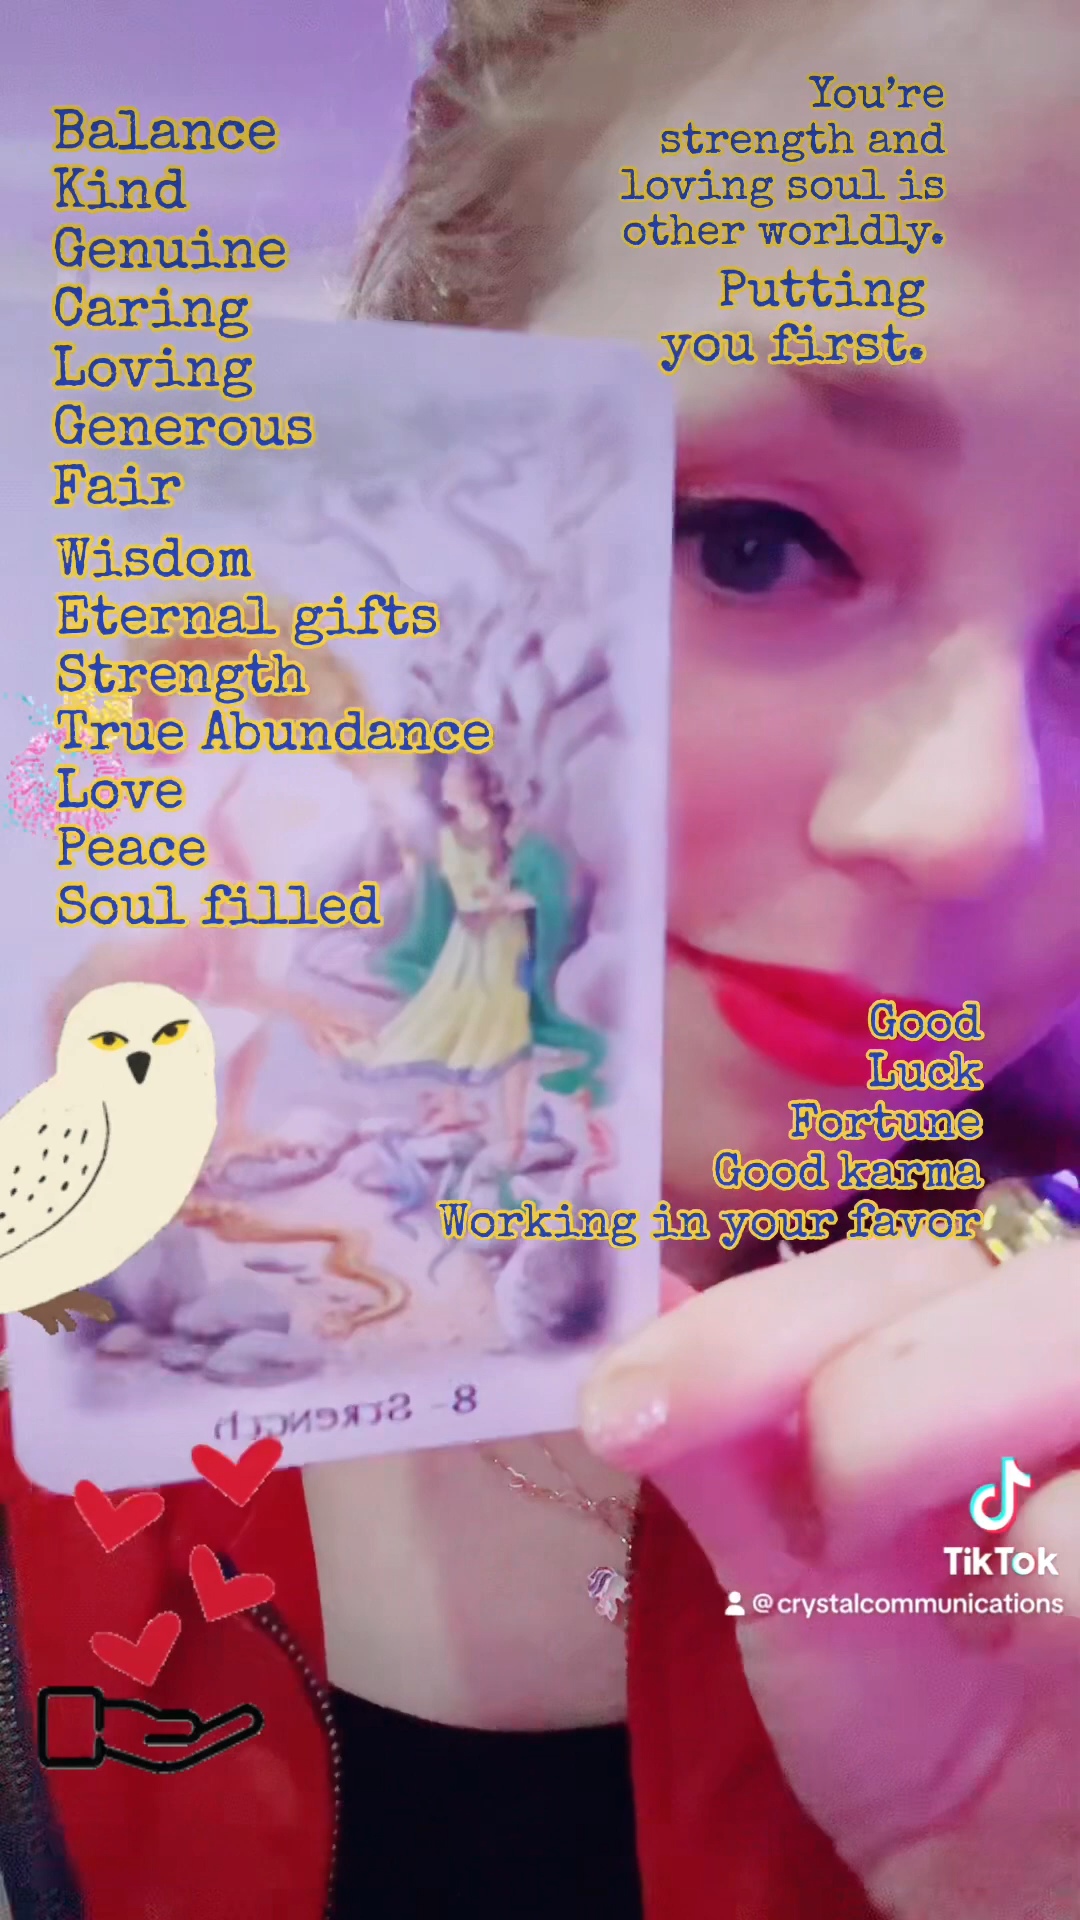 Balance
Kind
Genuine
Caring
Loving
Generous
Fair
Wisdom
Eternal gifts
Strength
True Abundance
Love
Peace
Soul filled
You’re
strength and
loving soul is
other worldly.
Putting
you first.
Good
Luck
Fortune
Good karma
Working in your favor
8 - Strength
TikTok
@crystalcommunications